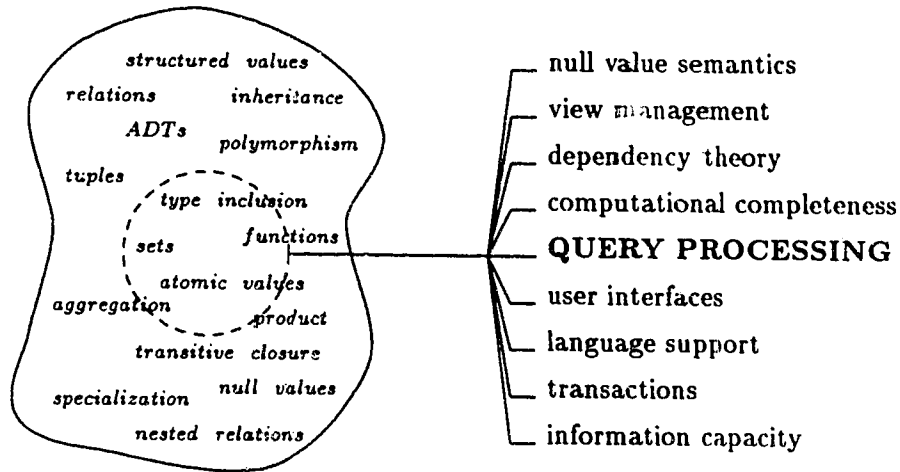 structured values
relations inheritance
ADTs polymorphism
tuples
type inclusion
sets functions
atomic values
aggregation product
transitive closure
specialization null values
nested relations
null value semantics
view management
dependency theory
computational completeness
QUERY PROCESSING
user interfaces
language support
transactions
information capacity